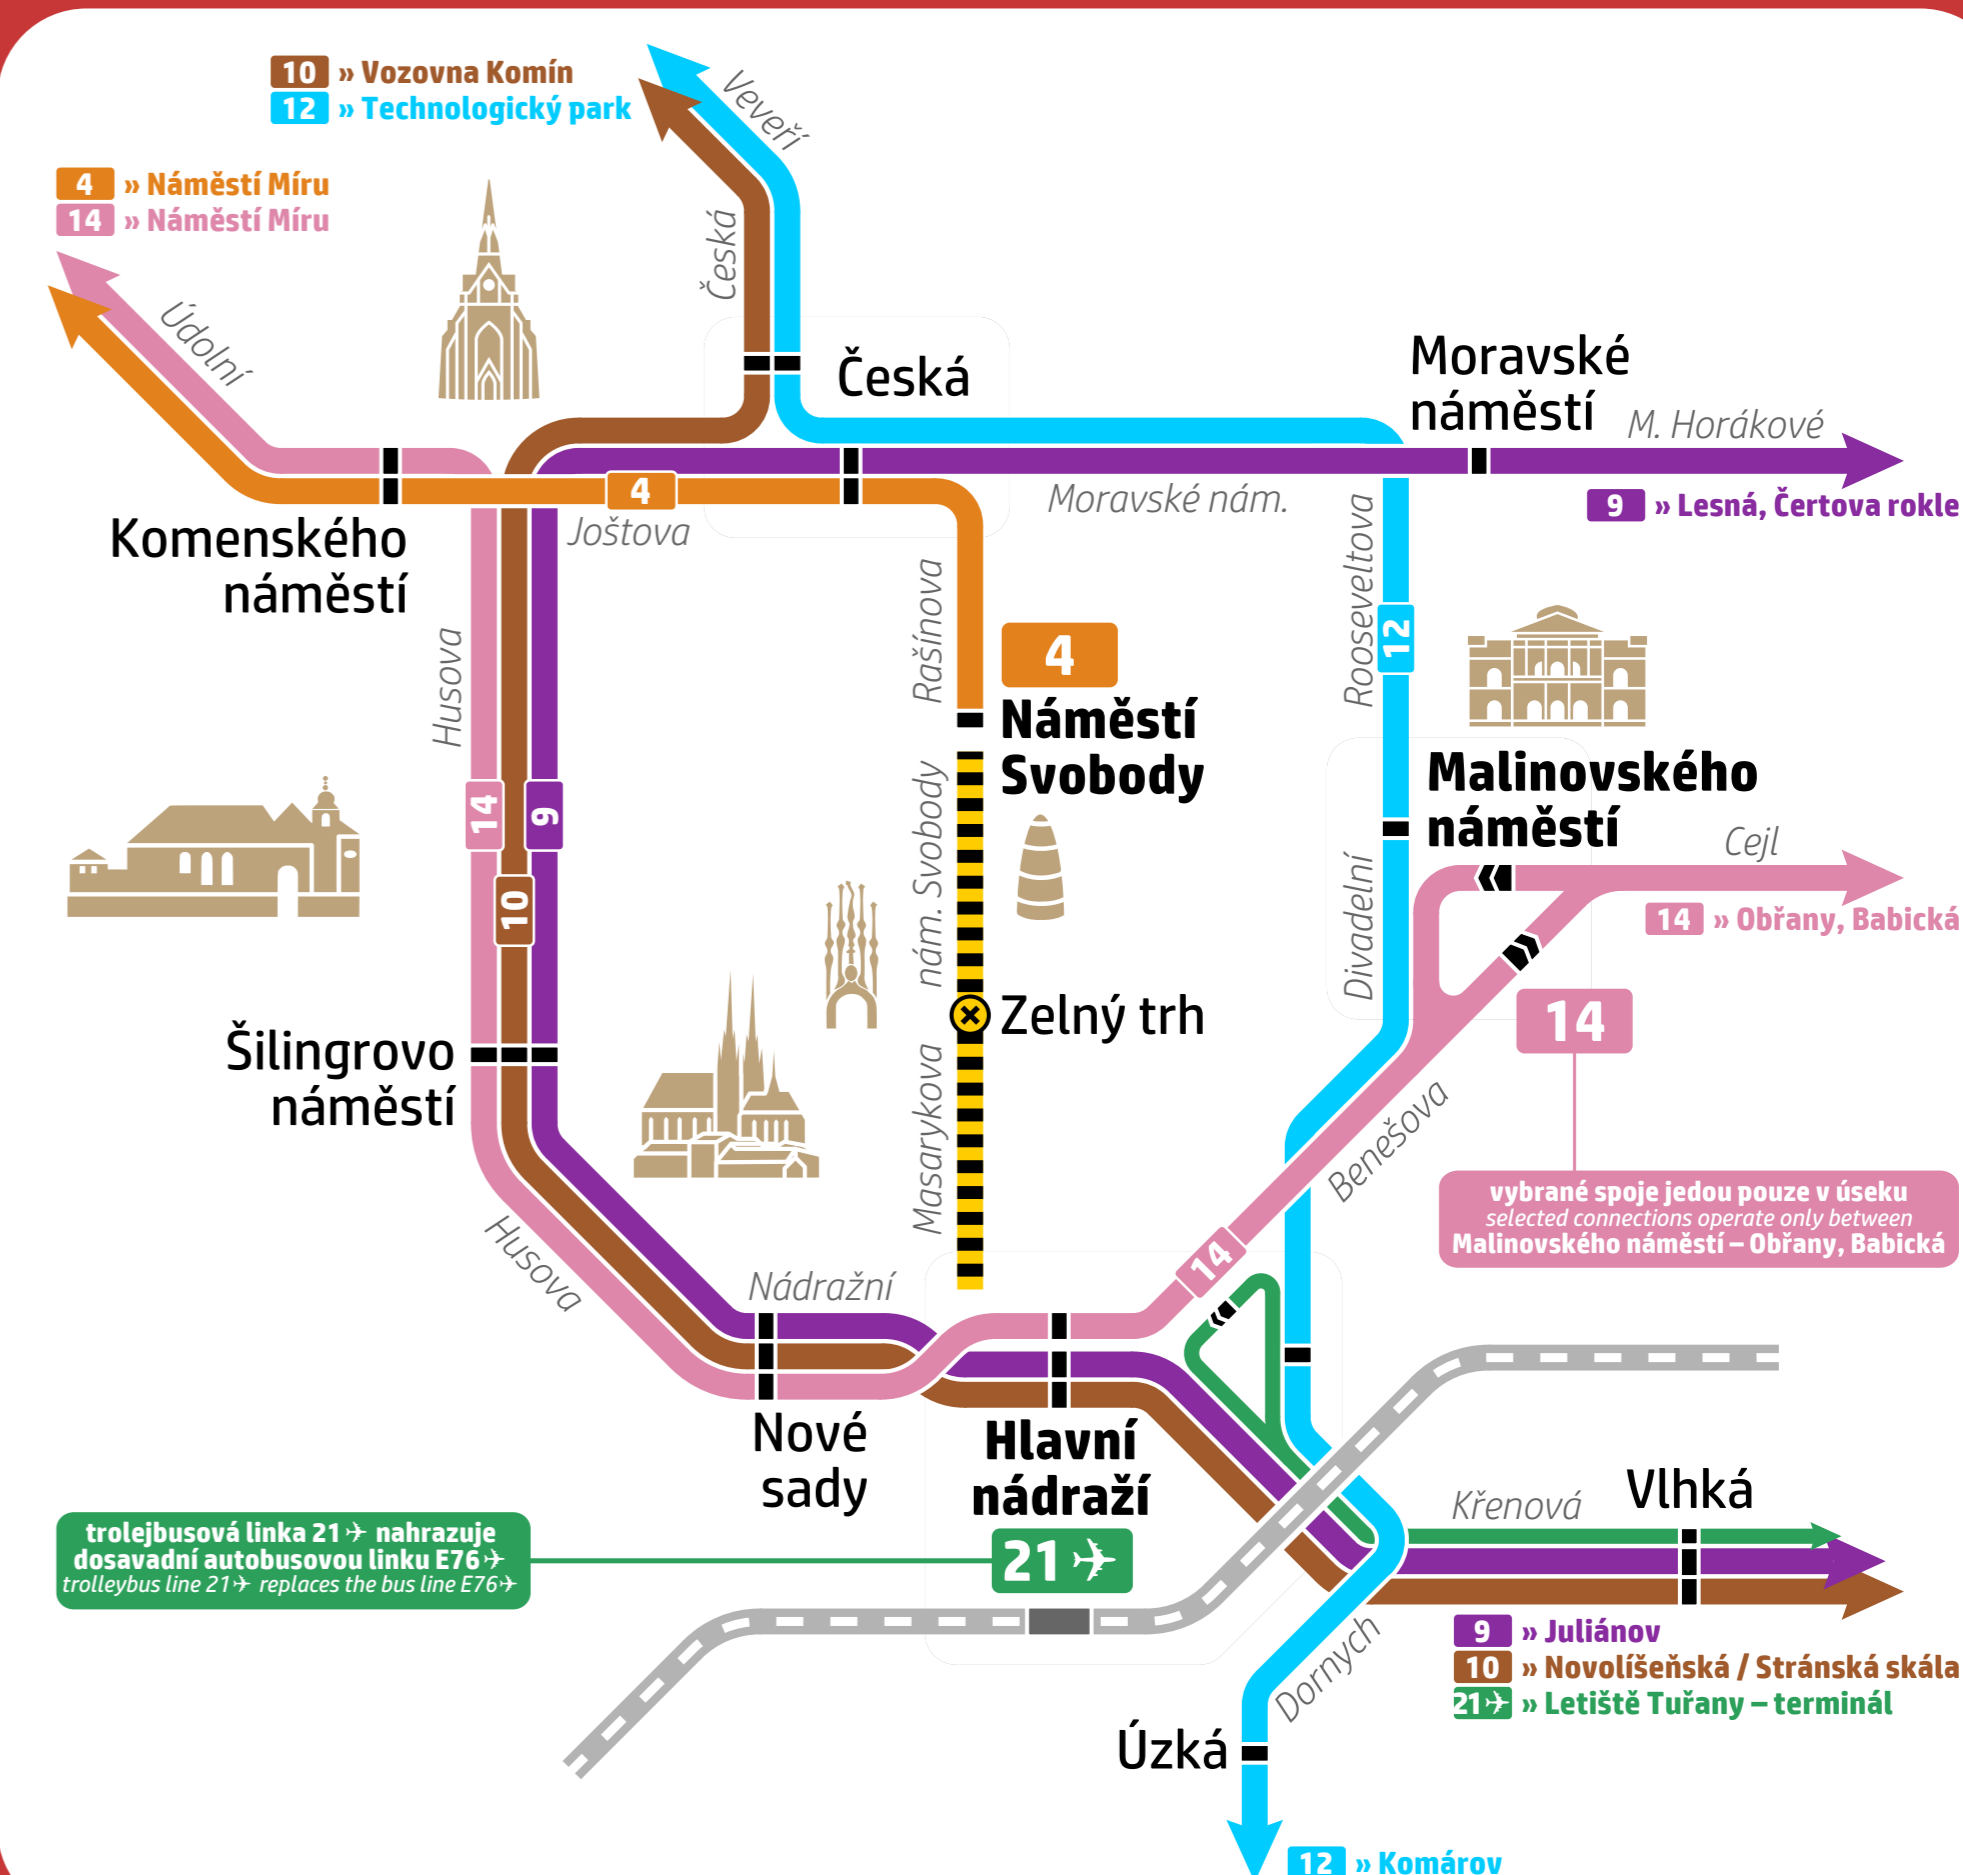 10 » Vozovna Komín
12 » Technologický park
Veveří
4 » Náměstí Míru
14 » Náměstí Míru
Údolní
Česká
Česká
Moravské
náměstí
M. Horákové
9 » Lesná, Čertova rokle
Komenského
náměstí
4
Joštova
Moravské nám.
Husova
Rašínova
Rooseveltova
12
4
Náměstí
Svobody
Malinovského
náměstí
14
9
10
nám. Svobody
Divadelní
Cejl
14 » Obřany, Babická
14
Zelný trh
Šilingrovo
náměstí
Masarykova
Benešova
vybrané spoje jedou pouze v úseku
selected connections operate only between
Malinovského náměstí – Obřany, Babická
Husova
Nádražní
14
Nové
sady
Hlavní
nádraží
21 ✈
trolejbusová linka 21 ✈ nahrazuje
dosavadní autobusovou linku E76 ✈
trolleybus line 21 ✈ replaces the bus line E76 ✈
Křenová
Vlhká
9 » Juliánov
10 » Novolíšeňská / Stránská skála
21 ✈ » Letiště Tuřany – terminál
Dornych
Úzká
12 » Komárov